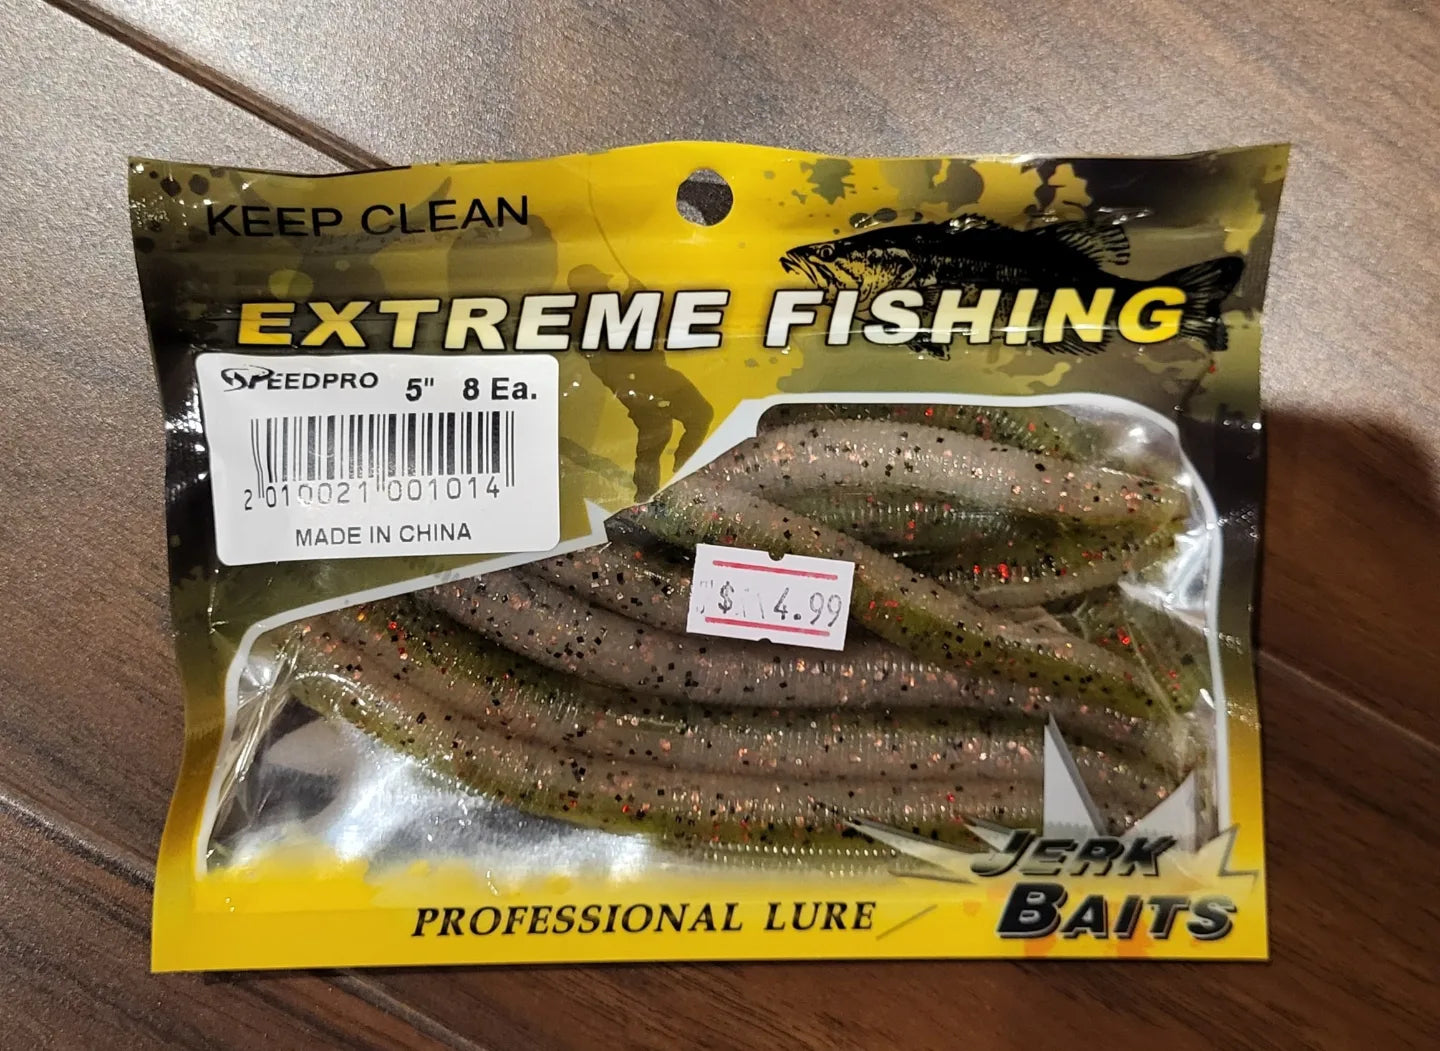 KEEP CLEAN
EXTREME FISHING
SPEEDPRO 5" 8 Ea.
2 010021 001014
MADE IN CHINA
$ 4.99
PROFESSIONAL LURE
JERK
BAITS